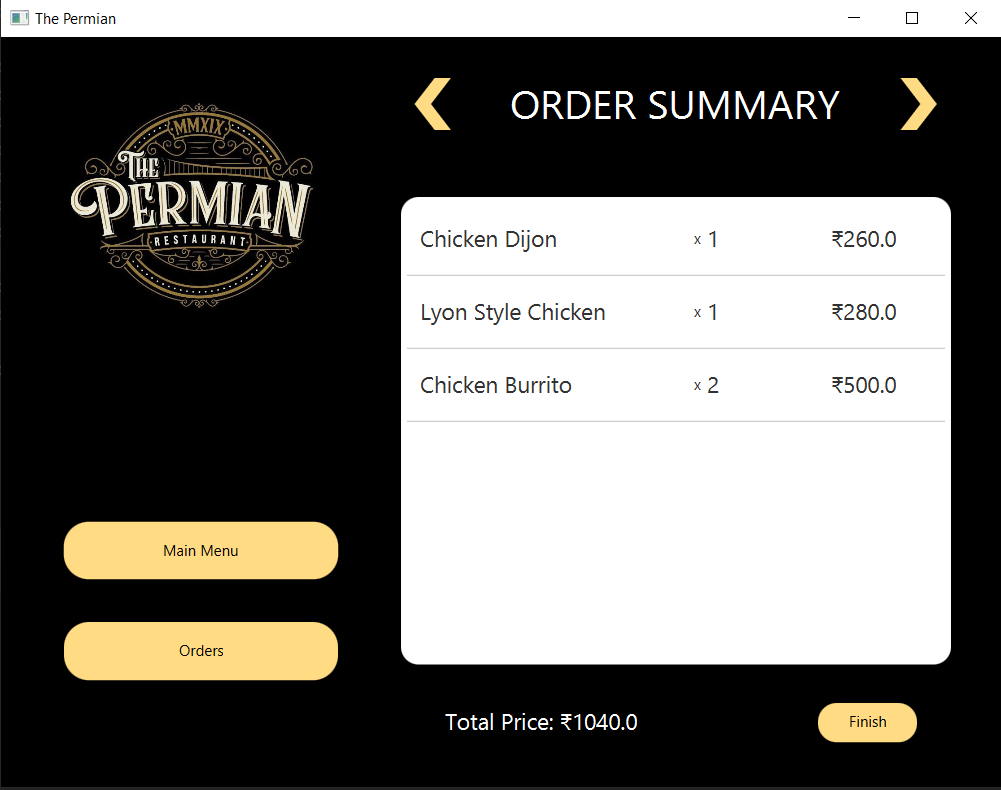 The Permian
MMXIX
THE
PERMIAN
RESTAURANT
ORDER SUMMARY
Chicken Dijon x 1 ₹260.0
Lyon Style Chicken x 1 ₹280.0
Chicken Burrito x 2 ₹500.0
Main Menu
Orders
Total Price: ₹1040.0 Finish